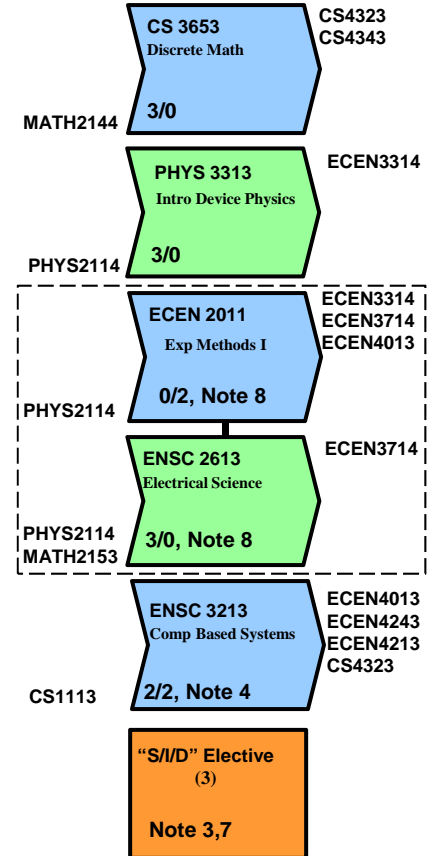 CS 3653
Discrete Math
3/0
CS4323
CS4343
MATH2144
PHYS 3313
Intro Device Physics
3/0
ECEN3314
PHYS2114
ECEN 2011
Exp Methods I
0/2, Note 8
ECEN3314
ECEN3714
ECEN4013
PHYS2114
ENSC 2613
Electrical Science
3/0, Note 8
ECEN3714
PHYS2114
MATH2153
ENSC 3213
Comp Based Systems
2/2, Note 4
ECEN4013
ECEN4243
ECEN4213
CS4323
CS1113
“S/I/D” Elective
(3)
Note 3,7